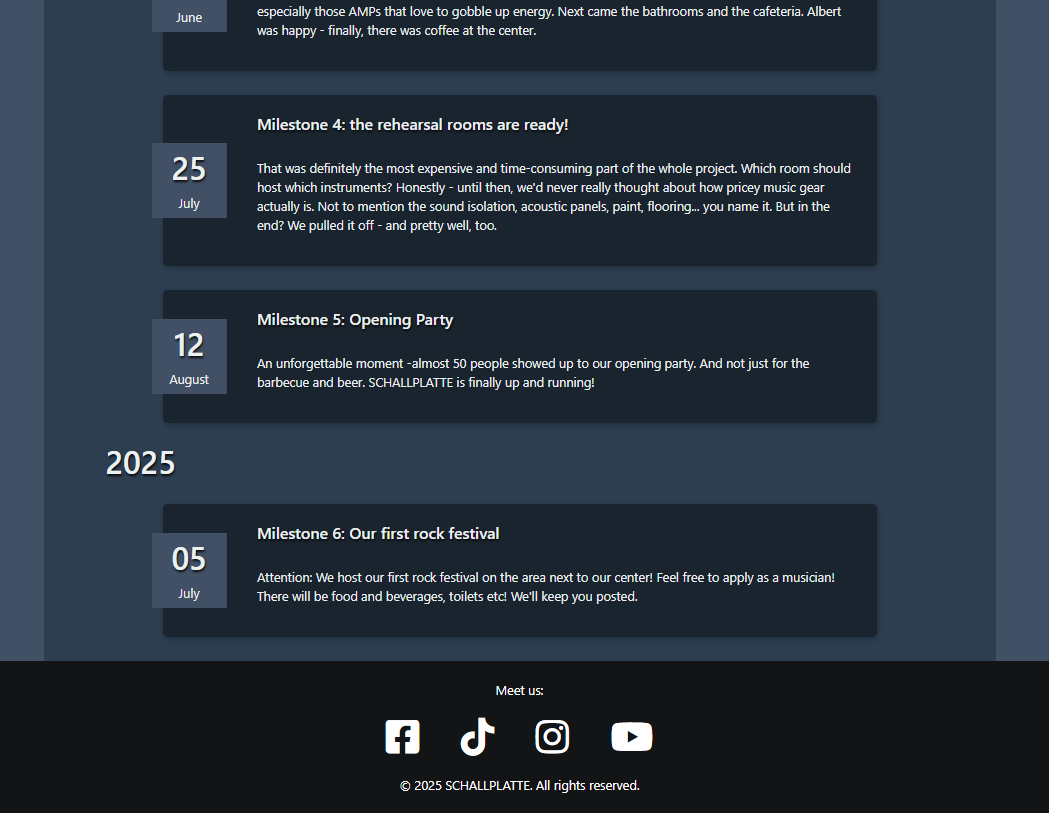 especially those AMPs that love to gobble up energy. Next came the bathrooms and the cafeteria. Albert
June
was happy - finally, there was coffee at the center.
Milestone 4: the rehearsal rooms are ready!
25
July
That was definitely the most expensive and time-consuming part of the whole project. Which room should
host which instruments? Honestly - until then, we'd never really thought about how pricey music gear
actually is. Not to mention the sound isolation, acoustic panels, paint, flooring... you name it. But in the
end? We pulled it off - and pretty well, too.
Milestone 5: Opening Party
12
August
An unforgettable moment -almost 50 people showed up to our opening party. And not just for the
barbecue and beer. SCHALLPLATTE is finally up and running!
2025
Milestone 6: Our first rock festival
05
July
Attention: We host our first rock festival on the area next to our center! Feel free to apply as a musician!
There will be food and beverages, toilets etc! We'll keep you posted.
Meet us:
© 2025 SCHALLPLATTE. All rights reserved.